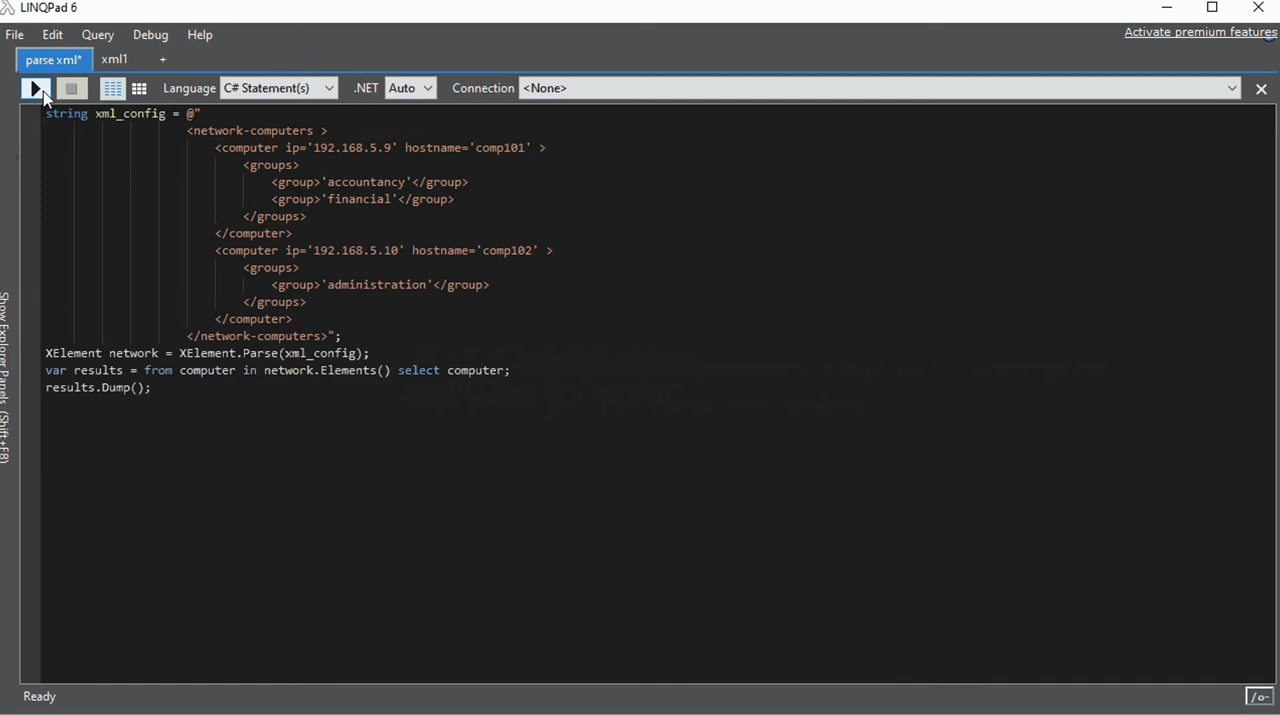 LINQPad 6
File Edit Query Debug Help
Activate premium features
parse xml* xml1 +
Language C# Statement(s) .NET Auto Connection <None>
string xml_config = @"
<network-computers >
<computer ip='192.168.5.9' hostname='comp101' >
<groups>
<group>'accountancy'</group>
<group>'financial'</group>
</groups>
</computer>
<computer ip='192.168.5.10' hostname='comp102' >
<groups>
<group>'administration'</group>
</groups>
</computer>
</network-computers>";
XElement network = XElement.Parse(xml_config);
var results = from computer in network.Elements() select computer;
results.Dump();
Show Explorer Panels (Shift+F8)
Ready
/o-